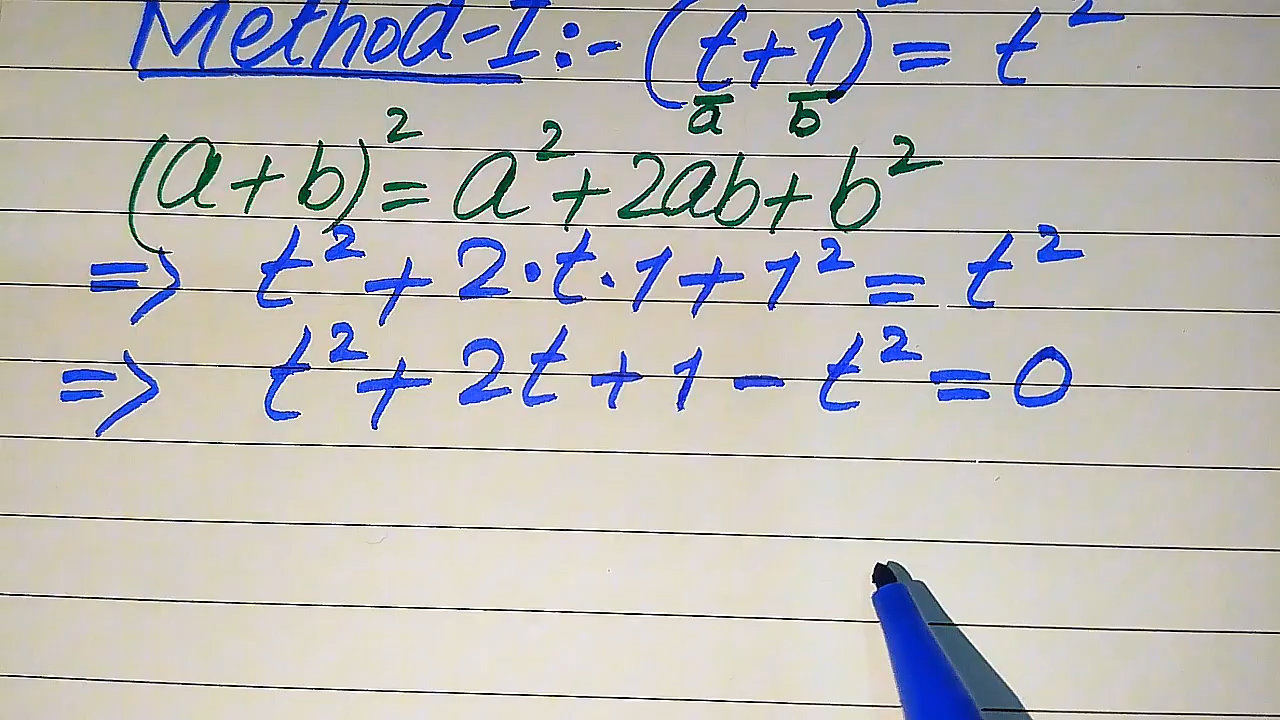 Method-I:- (t+1)² = t²
a b
(a+b)² = a²+2ab+b²
=> t²+2·t·1+1² = t²
=> t²+2t+1-t²=0